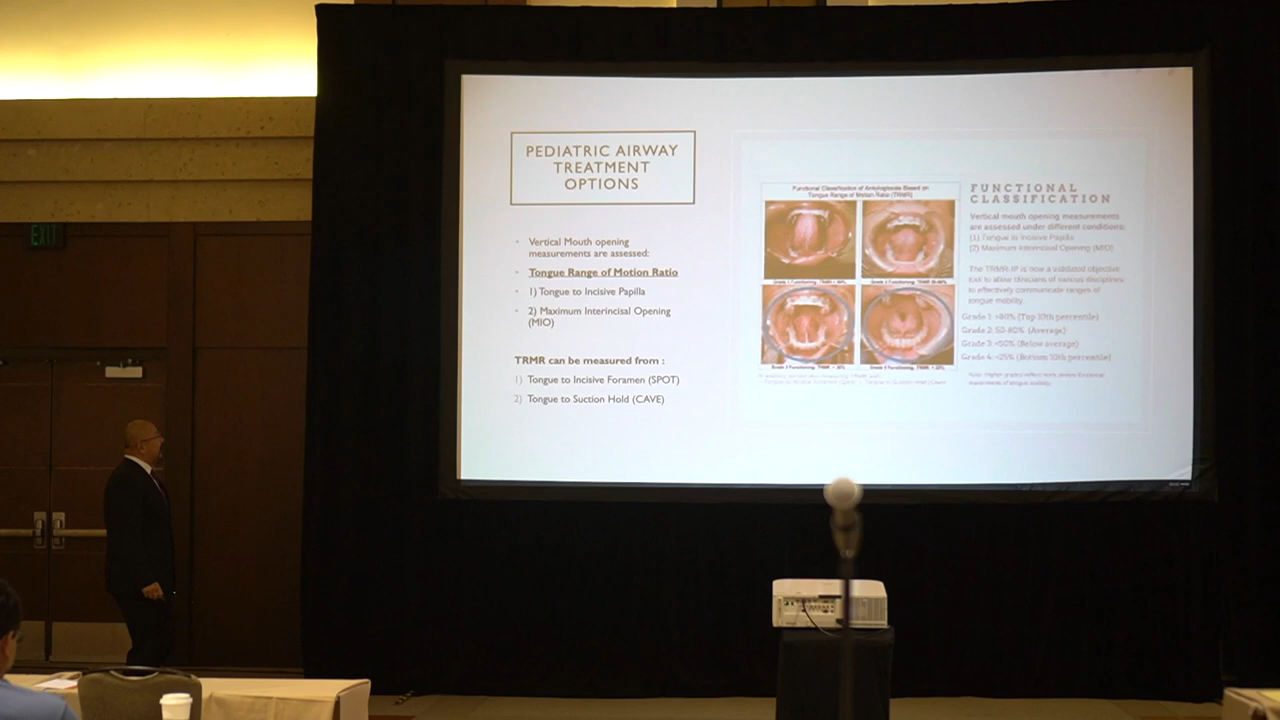 EXIT
PEDIATRIC AIRWAY
TREATMENT
OPTIONS
• Vertical Mouth opening
measurements are assessed:
• Tongue Range of Motion Ratio
• 1) Tongue to Incisive Papilla
• 2) Maximum Interincisal Opening
(MIO)
TRMR can be measured from :
1) Tongue to Incisive Foramen (SPOT)
2) Tongue to Suction Hold (CAVE)
Functional Classification of Ankyloglossia Based on
Tongue Range of Motion Ratio (TRMR)
FUNCTIONAL
CLASSIFICATION
Vertical mouth opening measurements
are assessed under different conditions:
(1) Tongue to Incisive Papilla
(2) Maximum Interincisal Opening (MIO)
The TRMR-IP is now a validated objective
tool to allow clinicians of various disciplines
to effectively communicate ranges of
tongue mobility.
Grade 1: >80% (Top 10th percentile)
Grade 2: 50-80% (Average)
Grade 3: <50% (Below average)
Grade 4: <25% (Bottom 10th percentile)